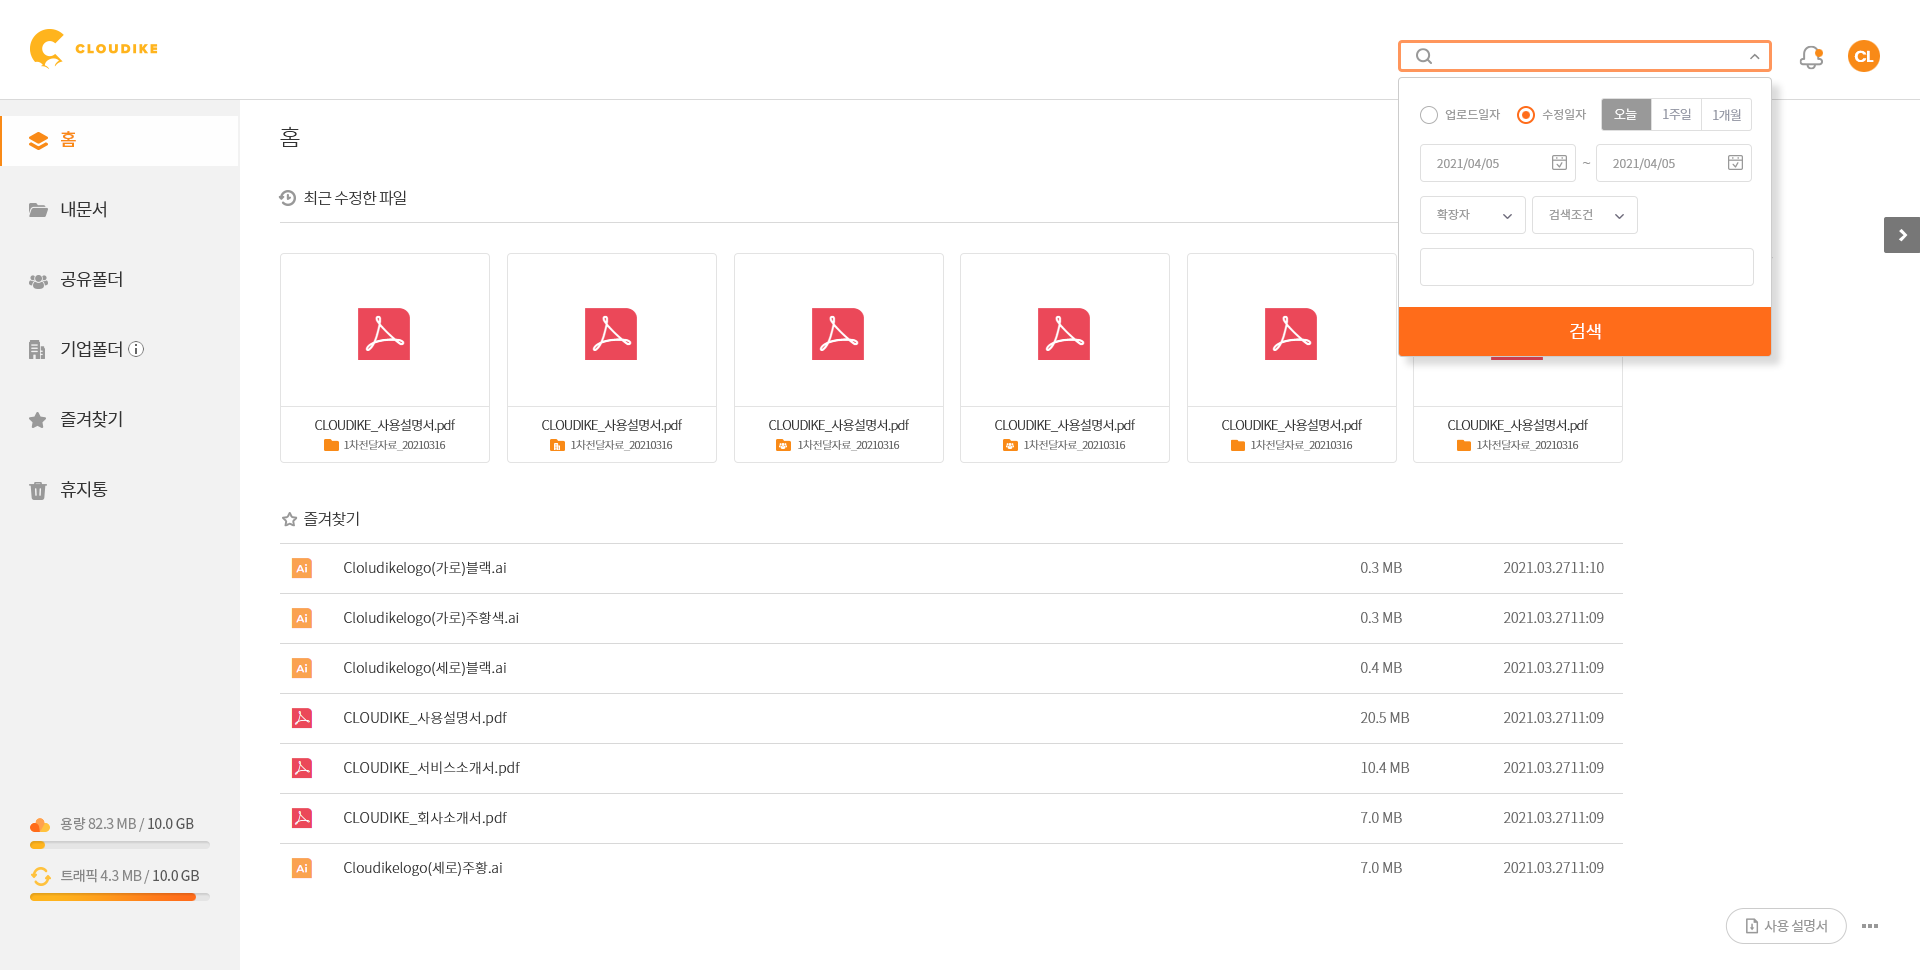 CLOUDIKE
CL
업로드일자 수정일자 오늘 1주일 1개월
2021/04/05 ~ 2021/04/05
확장자 검색조건
검색
홈
내문서
공유폴더
기업폴더
즐겨찾기
휴지통
용량 82.3 MB / 10.0 GB
트래픽 4.3 MB / 10.0 GB
홈
최근 수정한 파일
CLOUDIKE_사용설명서.pdf
1차전달자료_20210316
CLOUDIKE_사용설명서.pdf
1차전달자료_20210316
CLOUDIKE_사용설명서.pdf
1차전달자료_20210316
CLOUDIKE_사용설명서.pdf
1차전달자료_20210316
CLOUDIKE_사용설명서.pdf
1차전달자료_20210316
CLOUDIKE_사용설명서.pdf
1차전달자료_20210316
즐겨찾기
Ai Cloludikelogo(가로)블랙.ai 0.3 MB 2021.03.2711:10
Ai Cloludikelogo(가로)주황색.ai 0.3 MB 2021.03.2711:09
Ai Cloludikelogo(세로)블랙.ai 0.4 MB 2021.03.2711:09
CLOUDIKE_사용설명서.pdf 20.5 MB 2021.03.2711:09
CLOUDIKE_서비스소개서.pdf 10.4 MB 2021.03.2711:09
CLOUDIKE_회사소개서.pdf 7.0 MB 2021.03.2711:09
Ai Cloudikelogo(세로)주황.ai 7.0 MB 2021.03.2711:09
사용 설명서